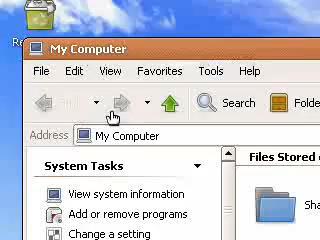 Re
My Computer
File Edit View Favorites Tools Help
Search Folde
Address My Computer
System Tasks
Files Stored
View system information
Add or remove programs
Change a setting
Sha